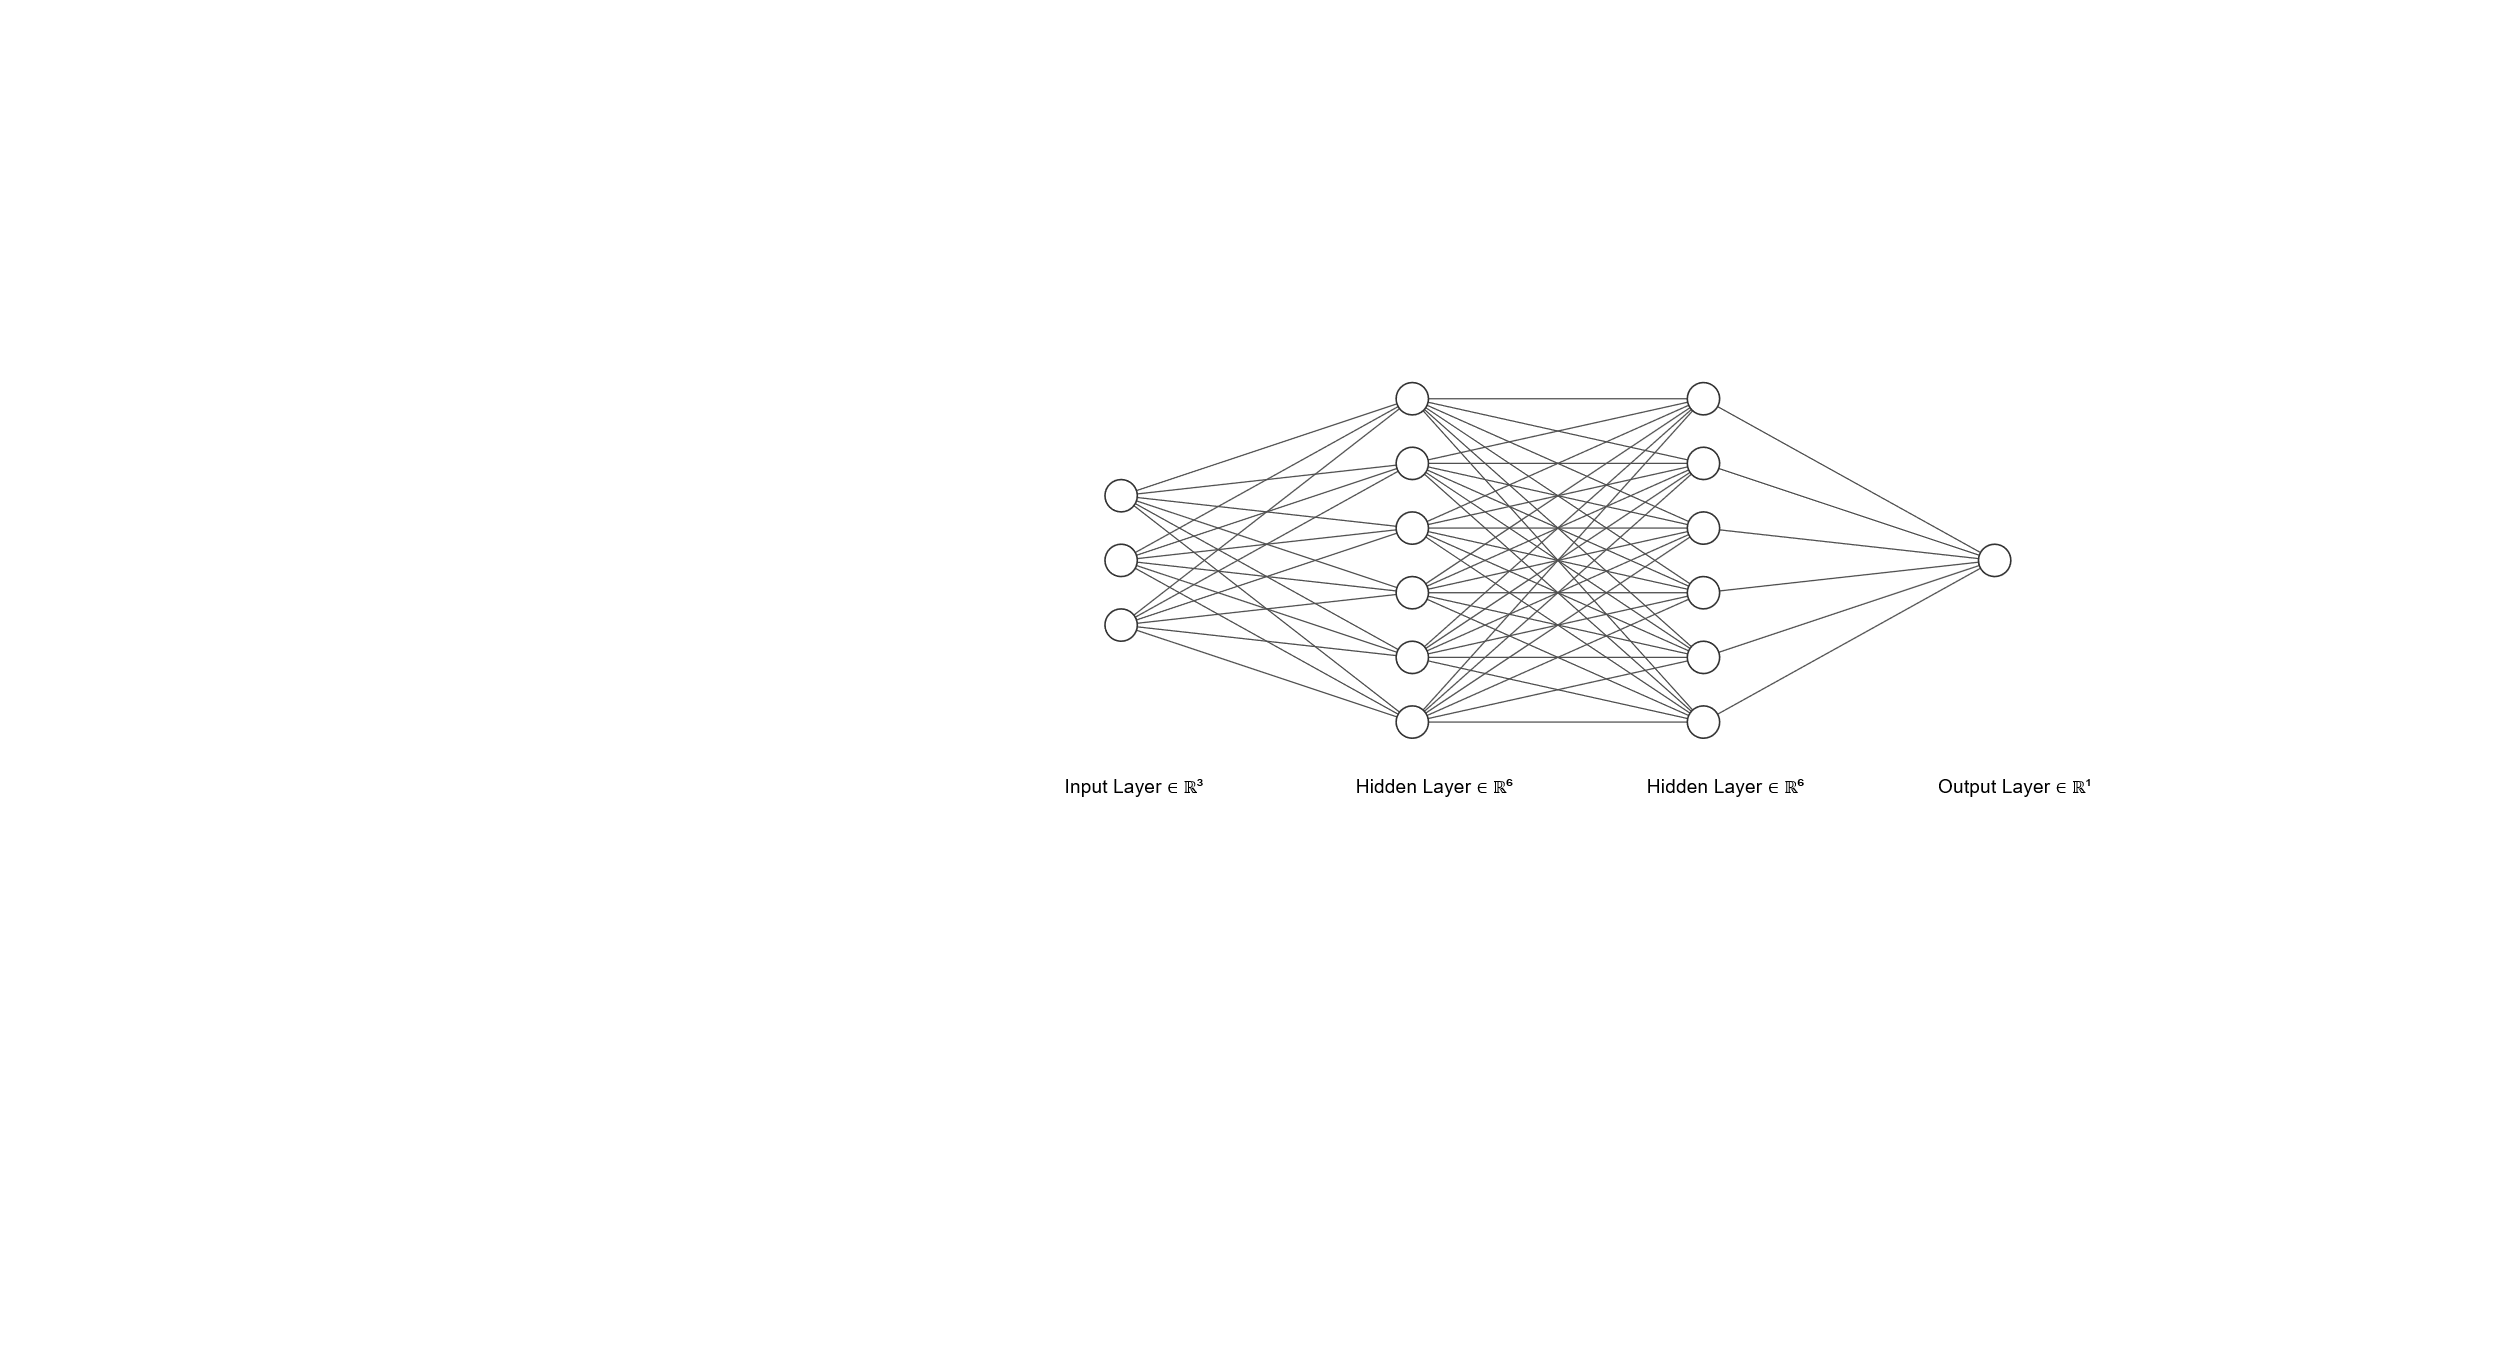 Input Layer ∈ ℝ³
Hidden Layer ∈ ℝ⁶
Hidden Layer ∈ ℝ⁶
Output Layer ∈ ℝ¹